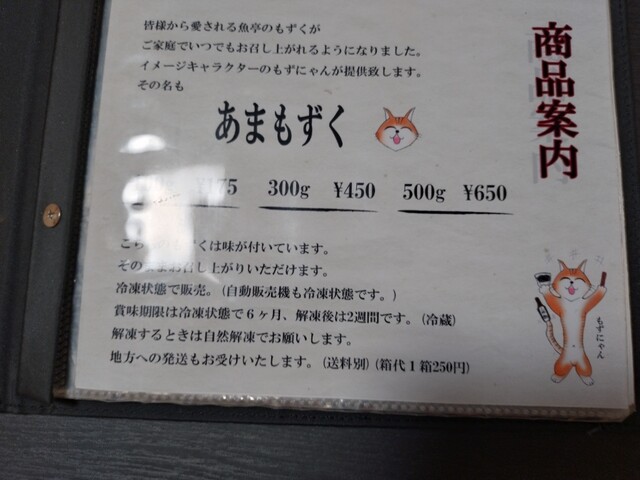 商品案内
皆様から愛される魚亭のもずくが
ご家庭でいつでもお召し上がれるようになりました。
イメージキャラクターのもずにゃんが提供致します。
その名も
あまもずく
300g ¥450 500g ¥650
こち くは味が付いています。
その お召し上がりいただけます。
冷凍状態で販売。(自動販売機も冷凍状態です。)
賞味期限は冷凍状態で6ヶ月、解凍後は2週間です。(冷蔵)
解凍するときは自然解凍でお願いします。
地方への発送もお受けいたします。(送料別)(箱代1箱250円)
もずにゃん